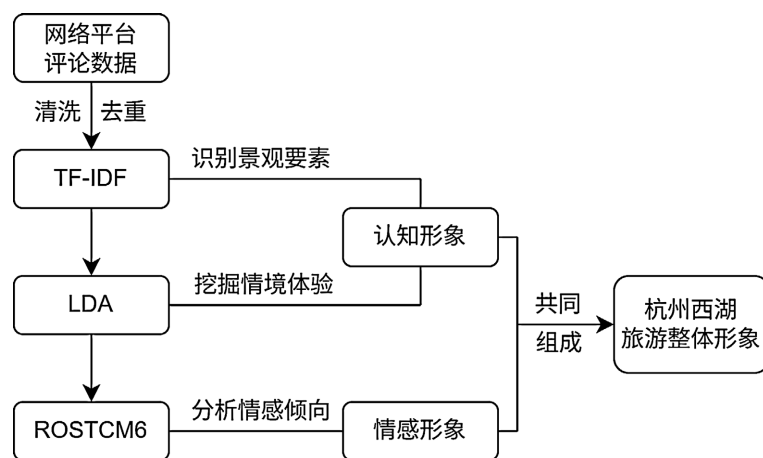 网络平台
评论数据
清洗 去重
TF-IDF
识别景观要素
认知形象
LDA
挖掘情境体验
共同
组成
杭州西湖
旅游整体形象
ROSTCM6
分析情感倾向
情感形象